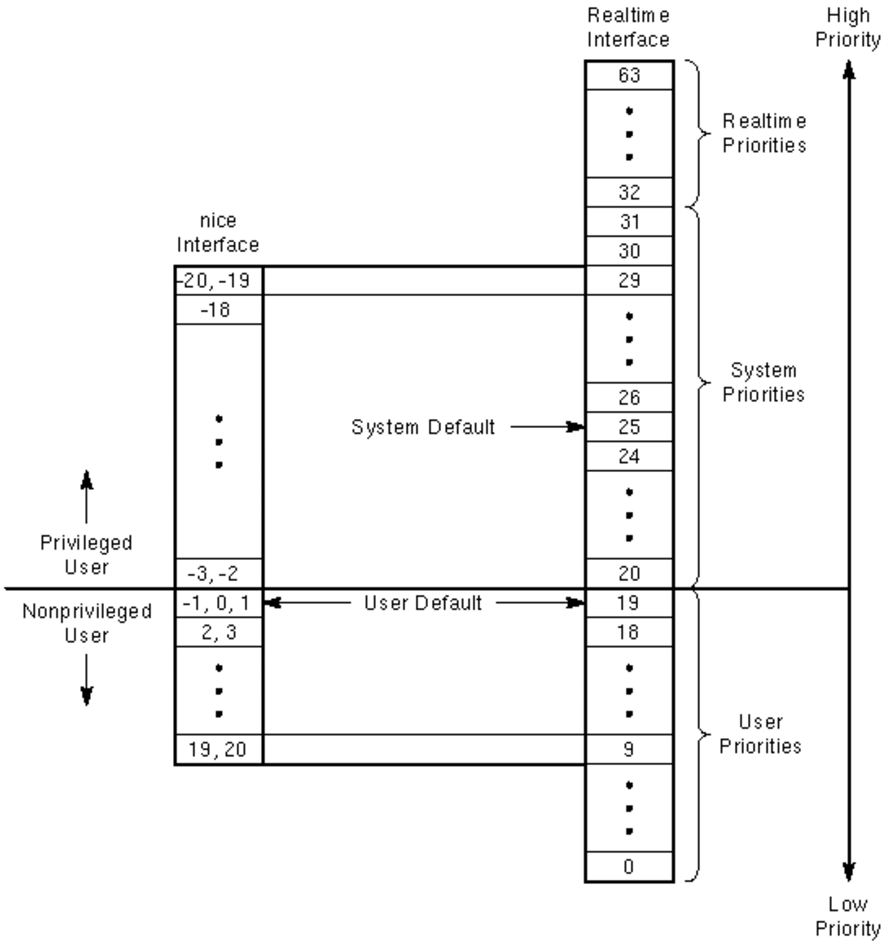 Realtime
Interface
High
Priority
63
Realtime
Priorities
32
31
30
29
nice
Interface
-20, -19
-18
System
Priorities
26
System Default
25
24
Privileged
User
-3, -2
20
Nonprivileged
User
-1, 0, 1
User Default
19
2, 3
18
User
Priorities
19, 20
9
0
Low
Priority